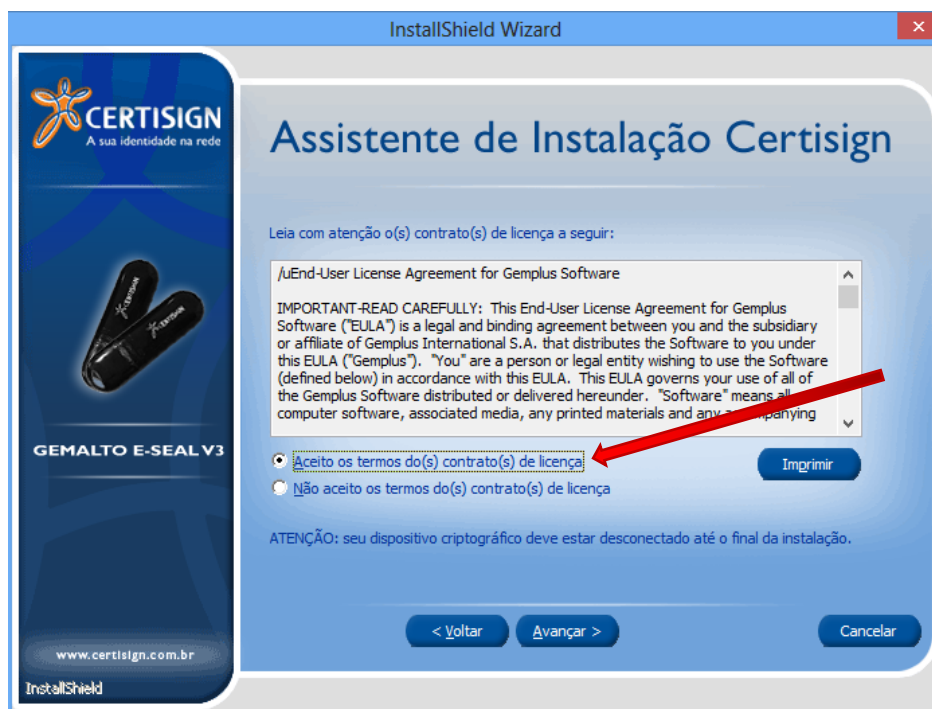 InstallShield Wizard
CERTISIGN
A sua identidade na rede
Assistente de Instalação Certisign
Leia com atenção o(s) contrato(s) de licença a seguir:
/uEnd-User License Agreement for Gemplus Software
IMPORTANT-READ CAREFULLY: This End-User License Agreement for Gemplus
Software ("EULA") is a legal and binding agreement between you and the subsidiary
or affiliate of Gemplus International S.A. that distributes the Software to you under
this EULA ("Gemplus"). "You" are a person or legal entity wishing to use the Software
(defined below) in accordance with this EULA. This EULA governs your use of all of
the Gemplus Software distributed or delivered hereunder. "Software" means all
computer software, associated media, any printed materials and any accompanying
CERTISIGN
CERTISIGN
GEMALTO E-SEAL V3
Aceito os termos do(s) contrato(s) de licença
Imprimir
Não aceito os termos do(s) contrato(s) de licença
ATENÇÃO: seu dispositivo criptográfico deve estar desconectado até o final da instalação.
< Voltar
Avançar >
Cancelar
www.certisign.com.br
InstallShield